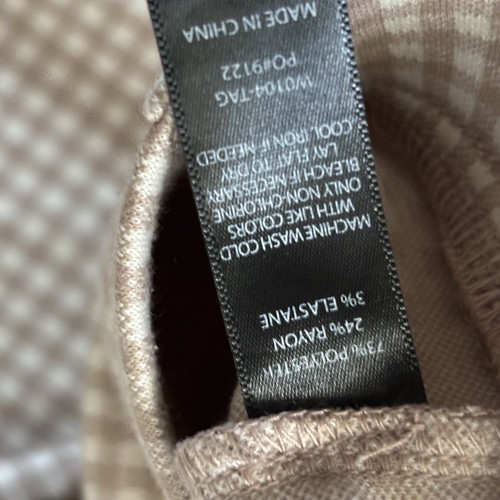 73% POLYESTER
24% RAYON
3% ELASTANE
MACHINE WASH COLD
WITH LIKE COLORS
ONLY NON-CHLORINE
BLEACH IF NECESSARY
LAY FLAT TO DRY
COOL IRON IF NEEDED
W0104-TAG
PO#9122
MADE IN CHINA